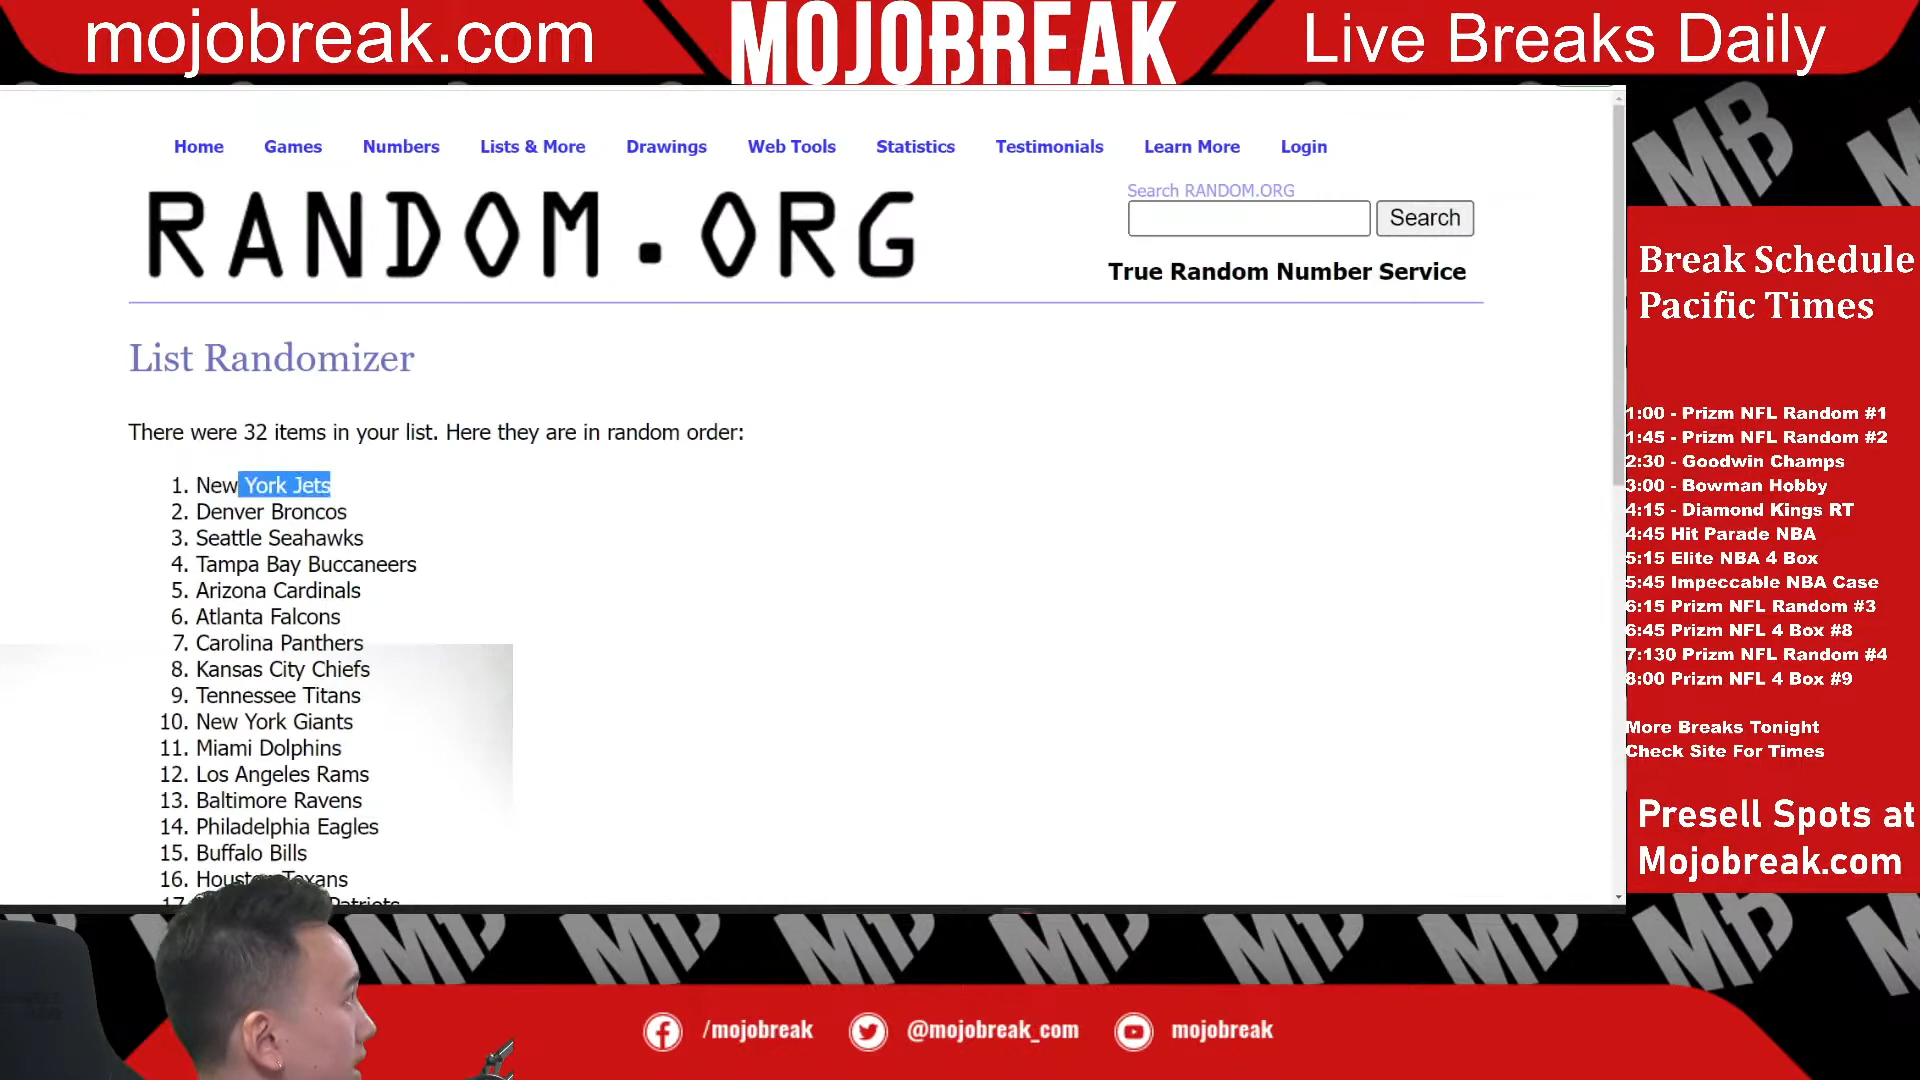 mojobreak.com
MOJOBREAK
Live Breaks Daily
Home Games Numbers Lists & More Drawings Web Tools Statistics Testimonials Learn More Login
RANDOM.ORG
Search RANDOM.ORG
Search
True Random Number Service
List Randomizer
There were 32 items in your list. Here they are in random order:
1. New York Jets
2. Denver Broncos
3. Seattle Seahawks
4. Tampa Bay Buccaneers
5. Arizona Cardinals
6. Atlanta Falcons
7. Carolina Panthers
8. Kansas City Chiefs
9. Tennessee Titans
10. New York Giants
11. Miami Dolphins
12. Los Angeles Rams
13. Baltimore Ravens
14. Philadelphia Eagles
15. Buffalo Bills
16. Houston Texans
17. Patriots
Break Schedule
Pacific Times
1:00 - Prizm NFL Random #1
1:45 - Prizm NFL Random #2
2:30 - Goodwin Champs
3:00 - Bowman Hobby
4:15 - Diamond Kings RT
4:45 Hit Parade NBA
5:15 Elite NBA 4 Box
5:45 Impeccable NBA Case
6:15 Prizm NFL Random #3
6:45 Prizm NFL 4 Box #8
7:130 Prizm NFL Random #4
8:00 Prizm NFL 4 Box #9
More Breaks Tonight
Check Site For Times
Presell Spots at
Mojobreak.com
/mojobreak @mojobreak_com mojobreak